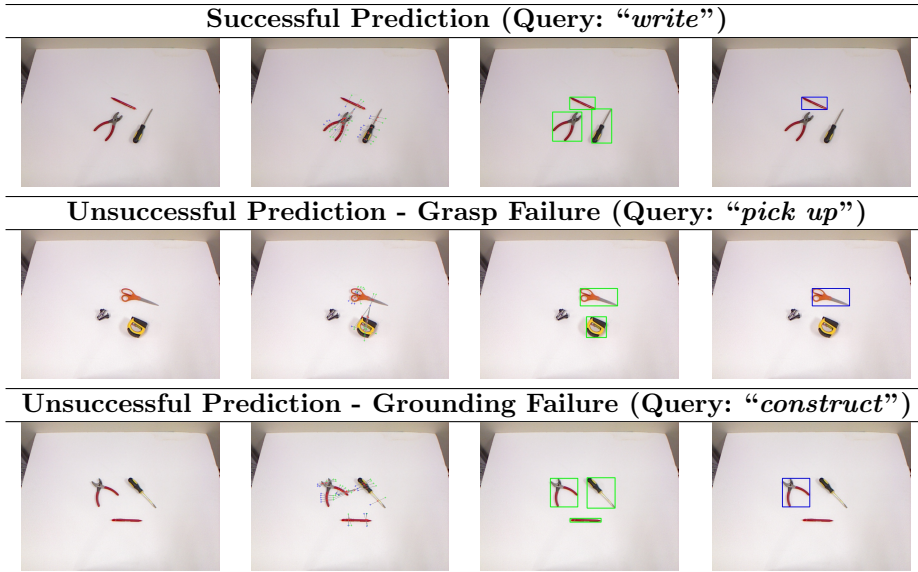 Successful Prediction (Query: “write”)
Unsuccessful Prediction - Grasp Failure (Query: “pick up”)
Unsuccessful Prediction - Grounding Failure (Query: “construct”)